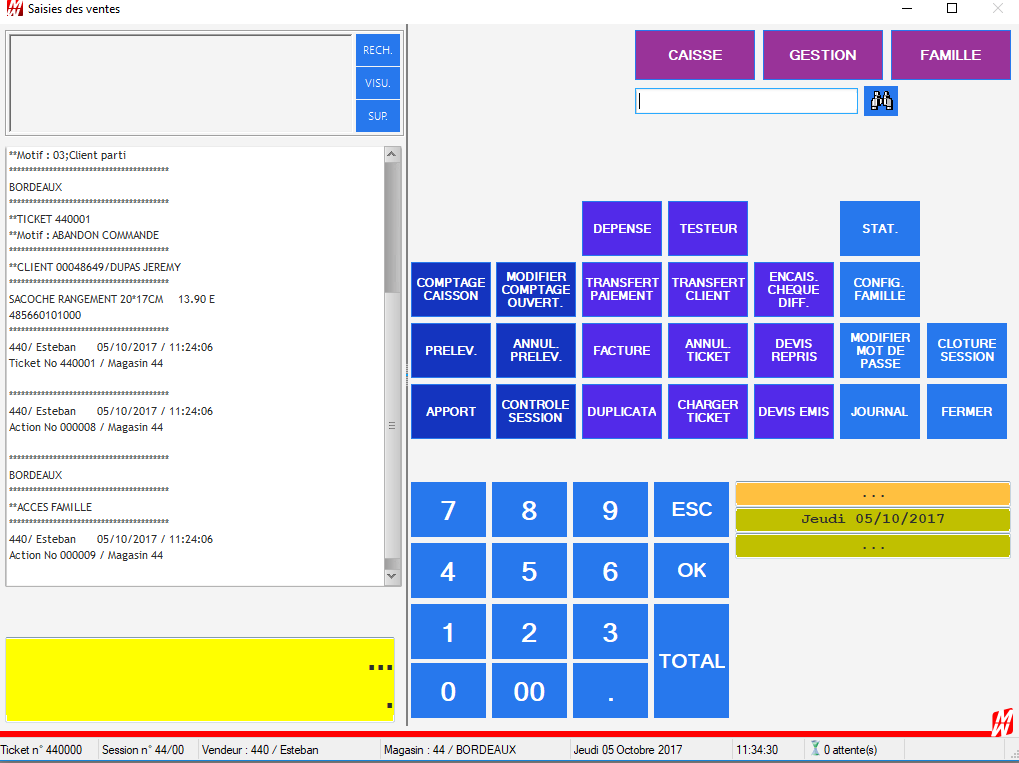 Saisies des ventes
RECH.
VISU.
SUP.
CAISSE
GESTION
FAMILLE
**Motif : 03;Client parti
****************************************
BORDEAUX
****************************************
**TICKET 440001
**Motif : ABANDON COMMANDE
****************************************
**CLIENT 00048649/DUPAS JEREMY
****************************************
SACOCHE RANGEMENT 20*17CM 13.90 E
485660101000
****************************************
440/ Esteban 05/10/2017 / 11:24:06
Ticket No 440001 / Magasin 44
****************************************
440/ Esteban 05/10/2017 / 11:24:06
Action No 000008 / Magasin 44
****************************************
BORDEAUX
****************************************
**ACCES FAMILLE
****************************************
440/ Esteban 05/10/2017 / 11:24:06
Action No 000009 / Magasin 44
...
.
DEPENSE
TESTEUR
STAT.
COMPTAGE
CAISSON
MODIFIER
COMPTAGE
OUVERT.
TRANSFERT
PAIEMENT
TRANSFERT
CLIENT
ENCAIS.
CHEQUE
DIFF.
CONFIG.
FAMILLE
PRELEV.
ANNUL.
PRELEV.
FACTURE
ANNUL.
TICKET
DEVIS
REPRIS
MODIFIER
MOT DE
PASSE
CLOTURE
SESSION
APPORT
CONTROLE
SESSION
DUPLICATA
CHARGER
TICKET
DEVIS EMIS
JOURNAL
FERMER
7 8 9 ESC
4 5 6 OK
1 2 3
TOTAL
0 00 .
...
Jeudi 05/10/2017
...
MW
Ticket n° 440000 Session n° 44/00 Vendeur : 440 / Esteban Magasin : 44 / BORDEAUX Jeudi 05 Octobre 2017 11:34:30 0 attente(s)